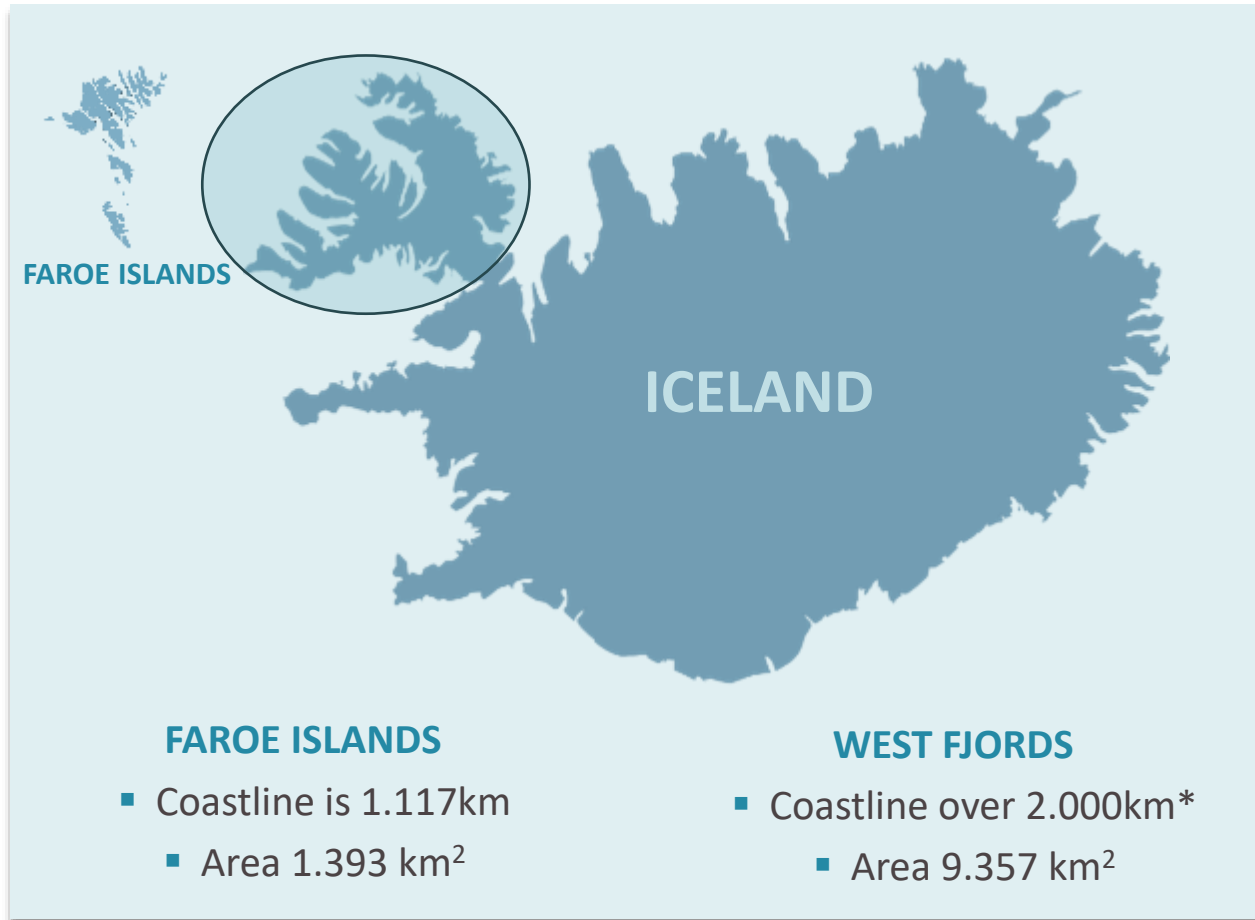 FAROE ISLANDS
ICELAND
FAROE ISLANDS
▪ Coastline is 1.117km
▪ Area 1.393 km²
WEST FJORDS
▪ Coastline over 2.000km*
▪ Area 9.357 km²